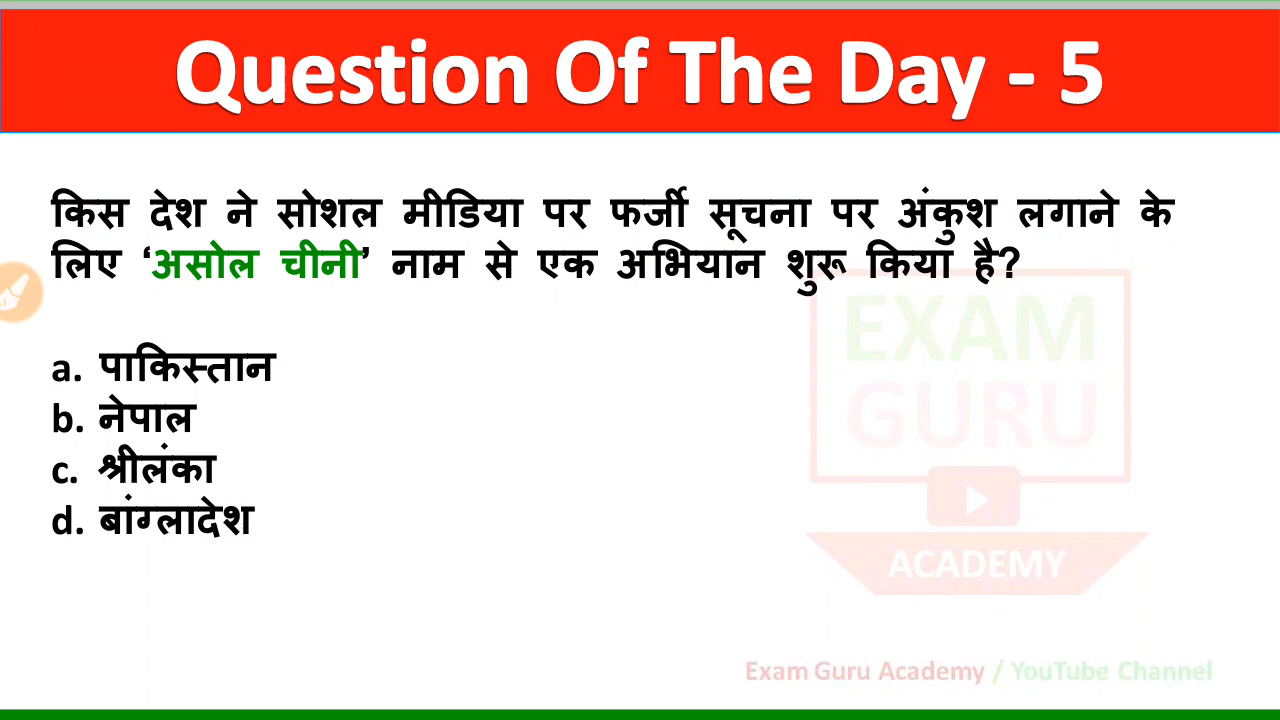 Question Of The Day - 5
किस देश ने सोशल मीडिया पर फर्जी सूचना पर अंकुश लगाने के
लिए ‘असोल चीनी’ नाम से एक अभियान शुरू किया है?
a. पाकिस्तान
b. नेपाल
c. श्रीलंका
d. बांग्लादेश
EXAM
GURU
ACADEMY
Exam Guru Academy / YouTube Channel